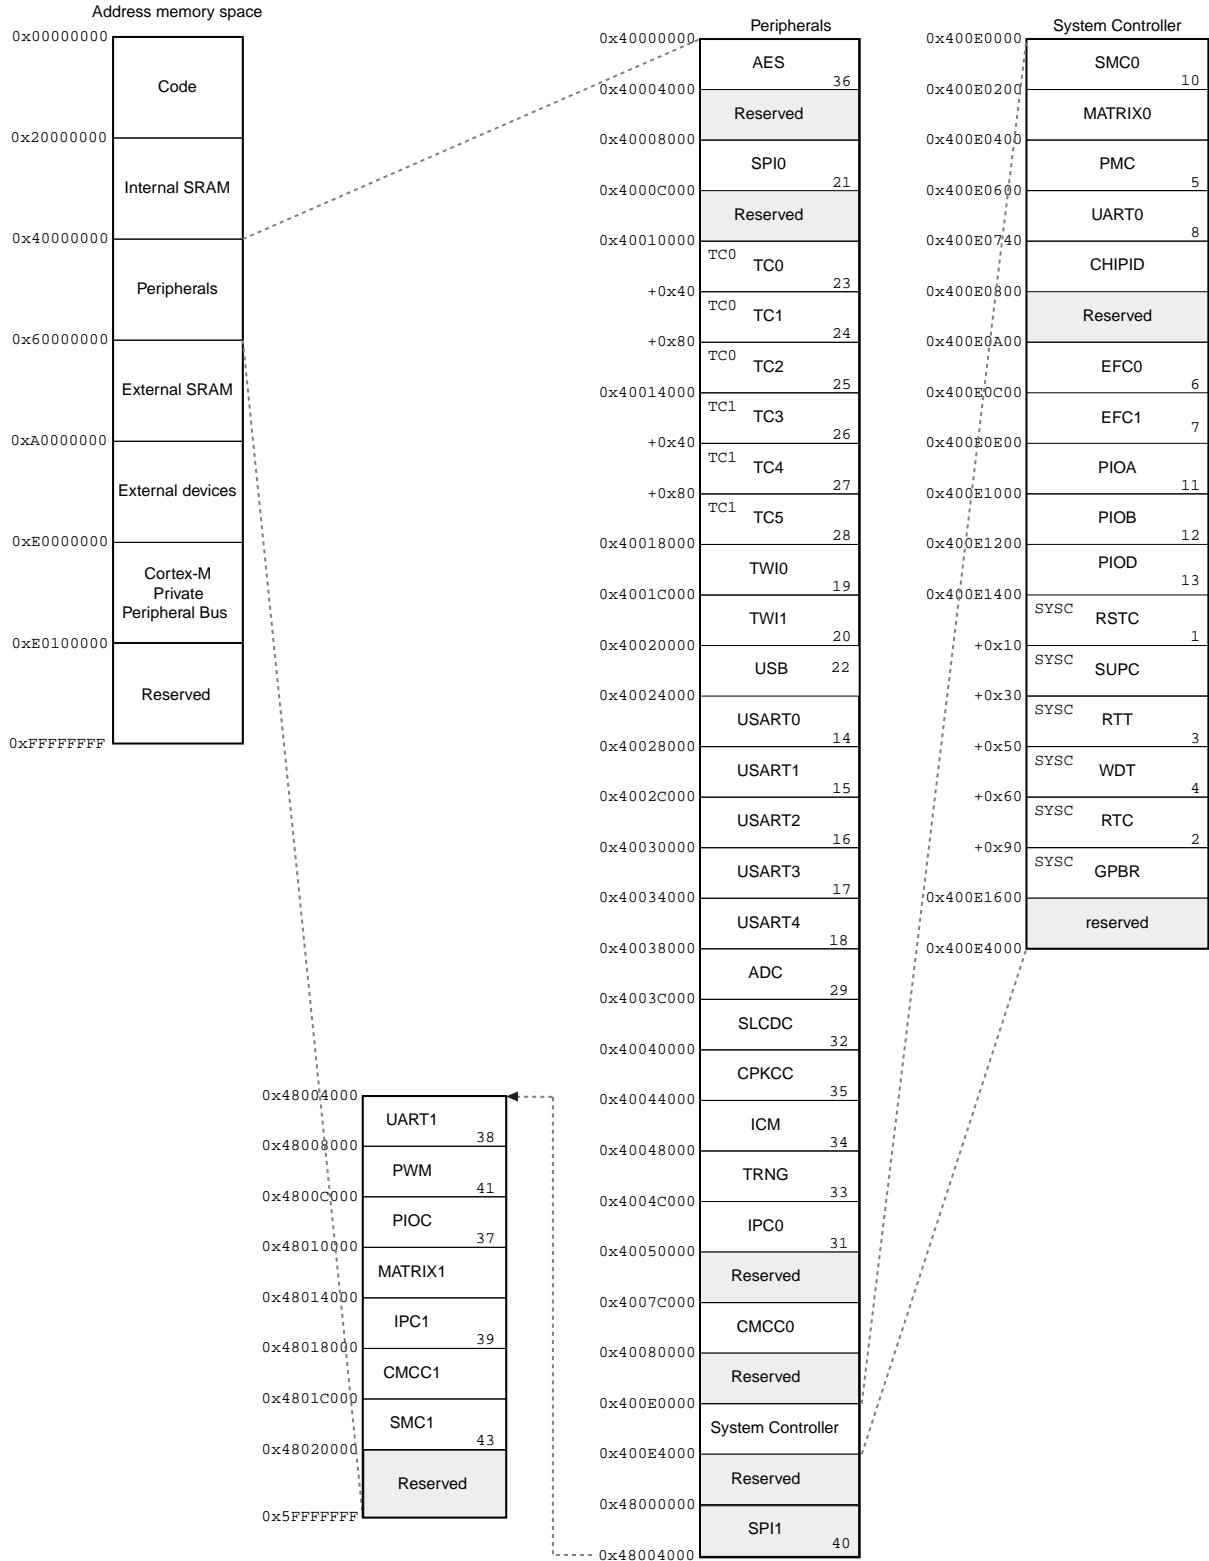 Address memory space
0x00000000
Code
0x20000000
Internal SRAM
0x40000000
Peripherals
0x60000000
External SRAM
0xA0000000
External devices
0xE0000000
Cortex-M
Private
Peripheral Bus
0xE0100000
Reserved
0xFFFFFFFF
Peripherals
0x40000000
AES
36
0x40004000
Reserved
0x40008000
SPI0
21
0x4000C000
Reserved
0x40010000
TC0
TC0
23
+0x40
TC0
TC1
24
+0x80
TC0
TC2
25
0x40014000
TC1
TC3
26
+0x40
TC1
TC4
27
+0x80
TC1
TC5
28
0x40018000
TWI0
19
0x4001C000
TWI1
20
0x40020000
USB 22
0x40024000
USART0
14
0x40028000
USART1
15
0x4002C000
USART2
16
0x40030000
USART3
17
0x40034000
USART4
18
0x40038000
ADC
29
0x4003C000
SLCDC
32
0x40040000
CPKCC
35
0x40044000
ICM
34
0x40048000
TRNG
33
0x4004C000
IPC0
31
0x40050000
Reserved
0x4007C000
CMCC0
0x40080000
Reserved
0x400E0000
System Controller
0x400E4000
Reserved
0x48000000
SPI1
40
0x48004000
System Controller
0x400E0000
SMC0
10
0x400E0200
MATRIX0
0x400E0400
PMC
5
0x400E0600
UART0
8
0x400E0740
CHIPID
0x400E0800
Reserved
0x400E0A00
EFC0
6
0x400E0C00
EFC1
7
0x400E0E00
PIOA
11
0x400E1000
PIOB
12
0x400E1200
PIOD
13
0x400E1400
SYSC
RSTC
1
+0x10
SYSC
SUPC
+0x30
SYSC
RTT
3
+0x50
SYSC
WDT
4
+0x60
SYSC
RTC
2
+0x90
SYSC
GPBR
0x400E1600
reserved
0x400E4000
0x48004000
UART1
38
0x48008000
PWM
41
0x4800C000
PIOC
37
0x48010000
MATRIX1
0x48014000
IPC1
39
0x48018000
CMCC1
0x4801C000
SMC1
43
0x48020000
Reserved
0x5FFFFFFF